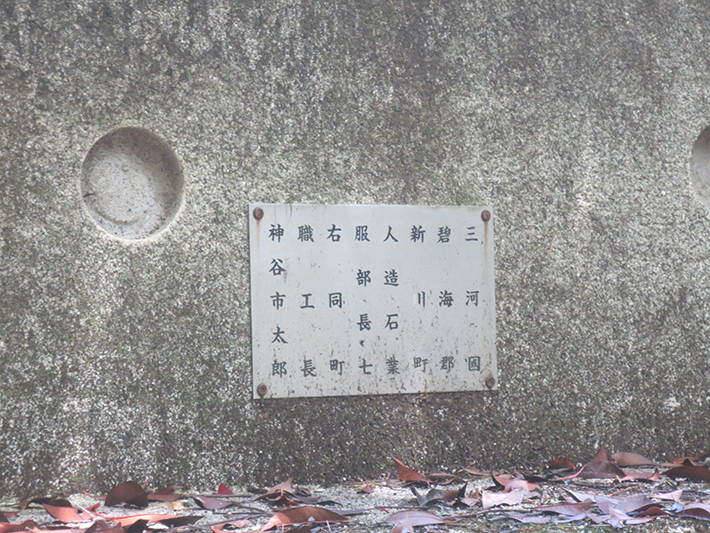 三河國
碧海郡
新川町
人造石業
服部長七
右同町
職工長
神谷市太郎